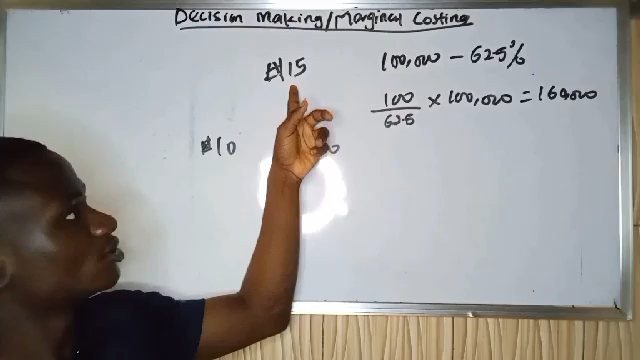 Decision Making/Marginal Costing
₦15
100,000 – 62.5%
100/62.5 × 100,000 = 160,000
₦10